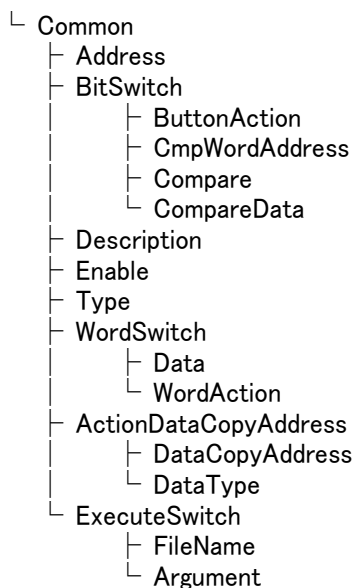 Common
Address
BitSwitch
ButtonAction
CmpWordAddress
Compare
CompareData
Description
Enable
Type
WordSwitch
Data
WordAction
ActionDataCopyAddress
DataCopyAddress
DataType
ExecuteSwitch
FileName
Argument